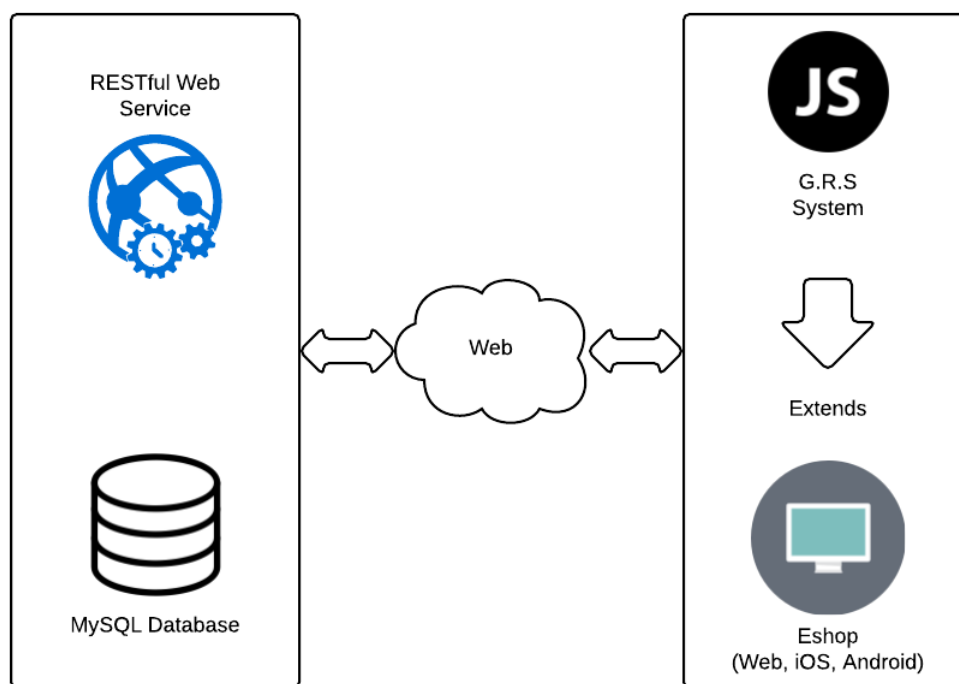 RESTful Web
Service
MySQL Database
Web
JS
G.R.S
System
Extends
Eshop
(Web, iOS, Android)